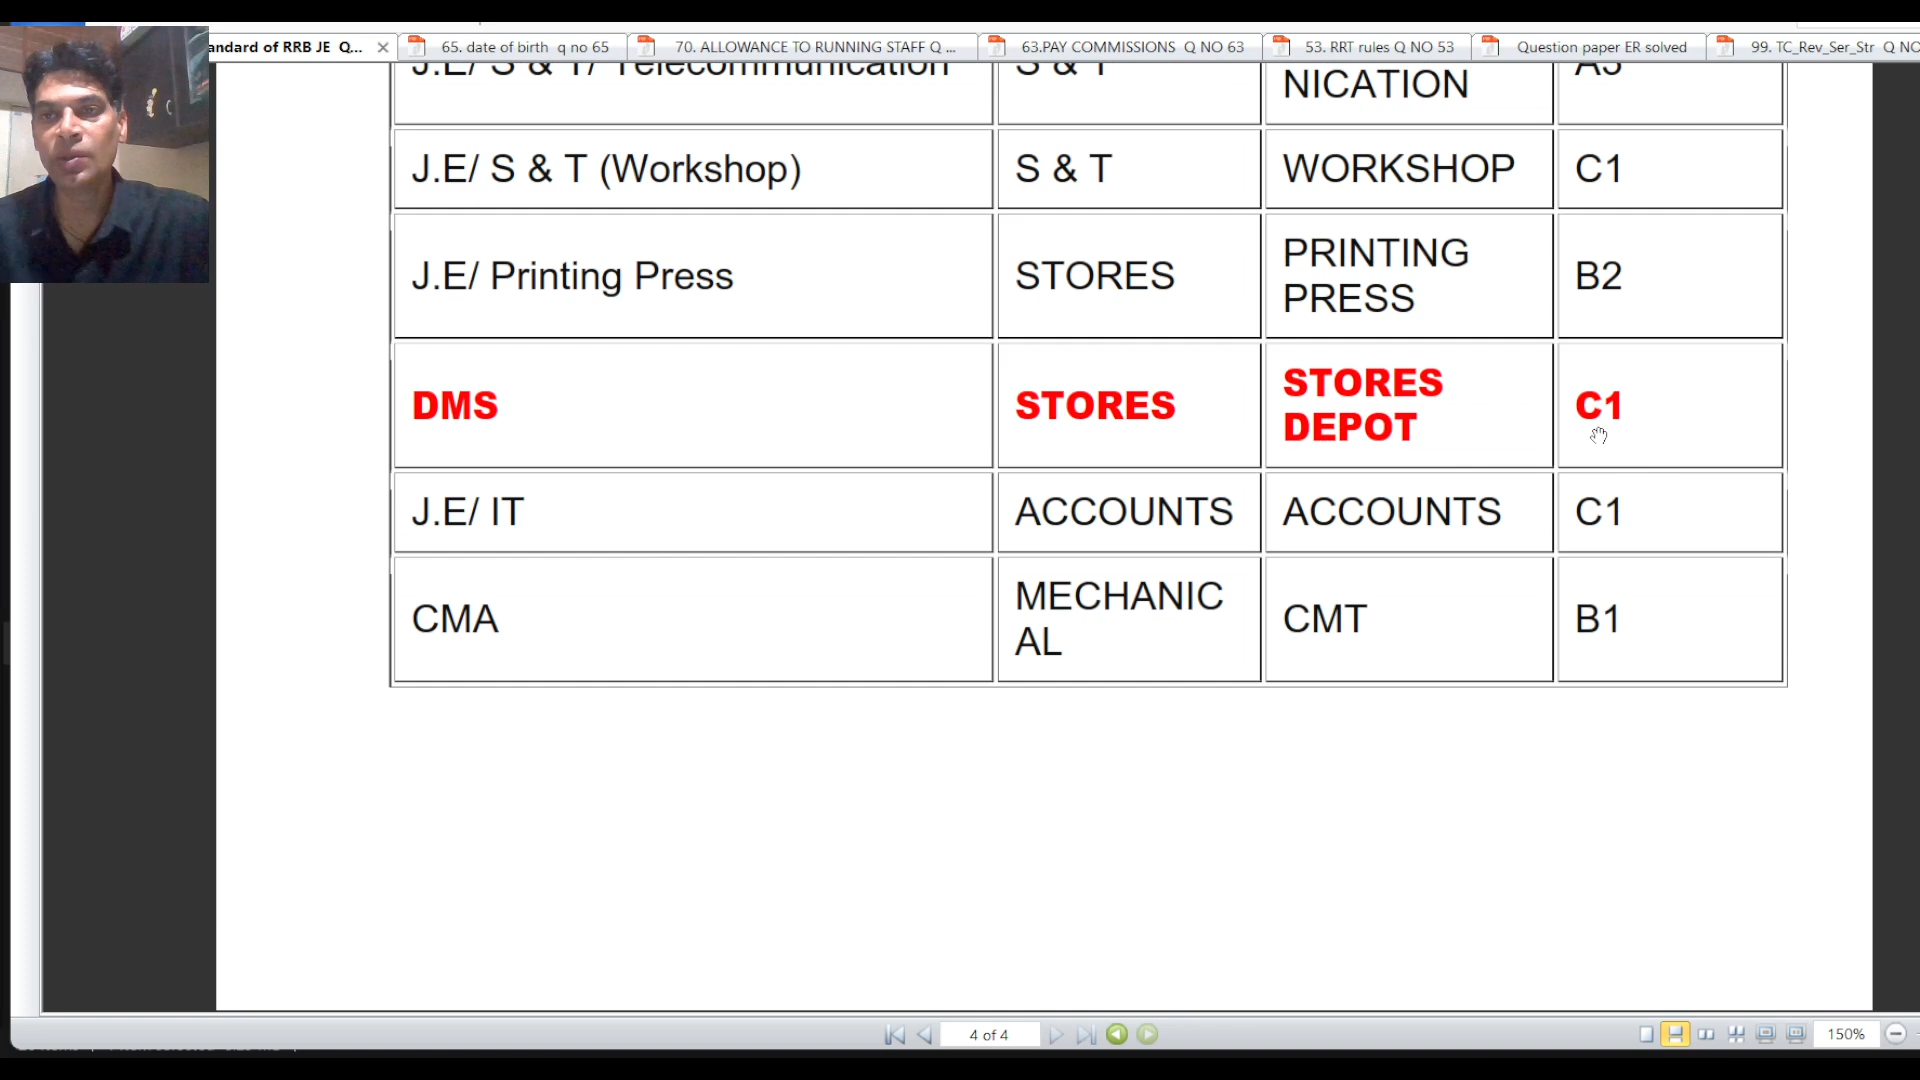 andard of RRB JE Q...
65. date of birth q no 65
70. ALLOWANCE TO RUNNING STAFF Q ...
63.PAY COMMISSIONS Q NO 63
53. RRT rules Q NO 53
Question paper ER solved
99. TC_Rev_Ser_Str Q NO
J.E/ S & T/ Telecommunication
S & T
NICATION
A3
J.E/ S & T (Workshop)
S & T
WORKSHOP
C1
J.E/ Printing Press
STORES
PRINTING
PRESS
B2
DMS
STORES
STORES
DEPOT
C1
J.E/ IT
ACCOUNTS
ACCOUNTS
C1
CMA
MECHANIC
AL
CMT
B1
4 of 4
150%